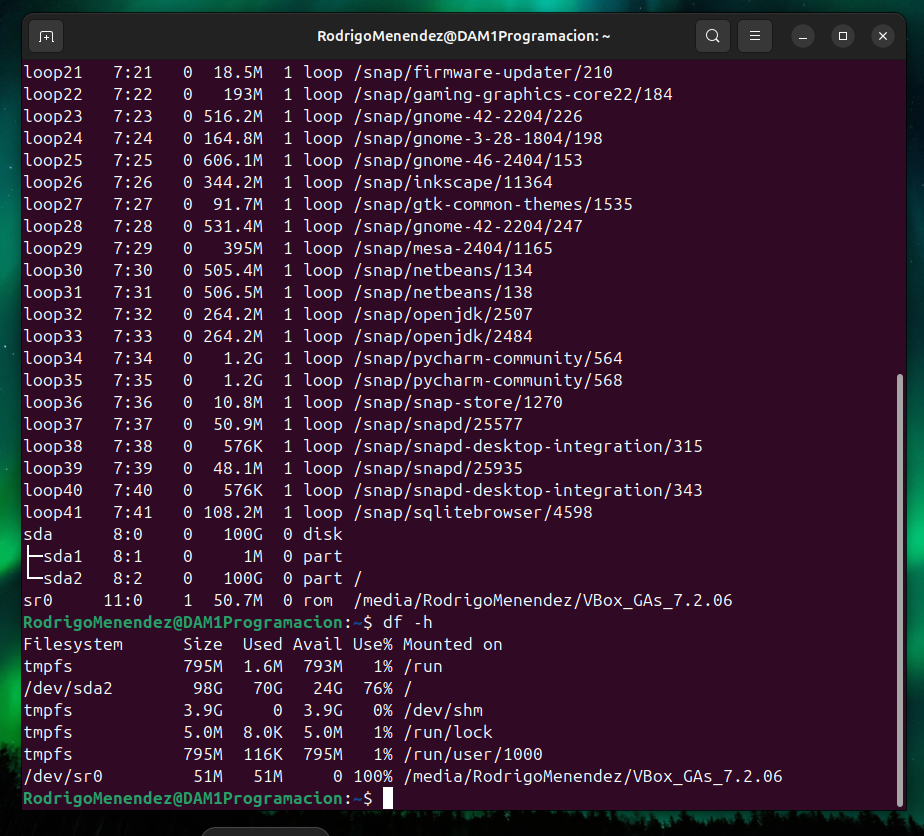 RodrigoMenendez@DAM1Programacion: ~
loop21   7:21   0  18.5M  1 loop /snap/firmware-updater/210
loop22   7:22   0   193M  1 loop /snap/gaming-graphics-core22/184
loop23   7:23   0 516.2M  1 loop /snap/gnome-42-2204/226
loop24   7:24   0 164.8M  1 loop /snap/gnome-3-28-1804/198
loop25   7:25   0 606.1M  1 loop /snap/gnome-46-2404/153
loop26   7:26   0 344.2M  1 loop /snap/inkscape/11364
loop27   7:27   0  91.7M  1 loop /snap/gtk-common-themes/1535
loop28   7:28   0 531.4M  1 loop /snap/gnome-42-2204/247
loop29   7:29   0   395M  1 loop /snap/mesa-2404/1165
loop30   7:30   0 505.4M  1 loop /snap/netbeans/134
loop31   7:31   0 506.5M  1 loop /snap/netbeans/138
loop32   7:32   0 264.2M  1 loop /snap/openjdk/2507
loop33   7:33   0 264.2M  1 loop /snap/openjdk/2484
loop34   7:34   0   1.2G  1 loop /snap/pycharm-community/564
loop35   7:35   0   1.2G  1 loop /snap/pycharm-community/568
loop36   7:36   0  10.8M  1 loop /snap/snap-store/1270
loop37   7:37   0  50.9M  1 loop /snap/snapd/25577
loop38   7:38   0   576K  1 loop /snap/snapd-desktop-integration/315
loop39   7:39   0  48.1M  1 loop /snap/snapd/25935
loop40   7:40   0   576K  1 loop /snap/snapd-desktop-integration/343
loop41   7:41   0 108.2M  1 loop /snap/sqlitebrowser/4598
sda      8:0    0   100G  0 disk
├─sda1   8:1    0     1M  0 part
└─sda2   8:2    0   100G  0 part /
sr0     11:0    1  50.7M  0 rom  /media/RodrigoMenendez/VBox_GAs_7.2.06
RodrigoMenendez@DAM1Programacion:~$ df -h
Filesystem      Size  Used Avail Use% Mounted on
tmpfs           795M  1.6M  793M   1% /run
/dev/sda2        98G   70G   24G  76% /
tmpfs           3.9G     0  3.9G   0% /dev/shm
tmpfs           5.0M  8.0K  5.0M   1% /run/lock
tmpfs           795M  116K  795M   1% /run/user/1000
/dev/sr0         51M   51M     0 100% /media/RodrigoMenendez/VBox_GAs_7.2.06
RodrigoMenendez@DAM1Programacion:~$